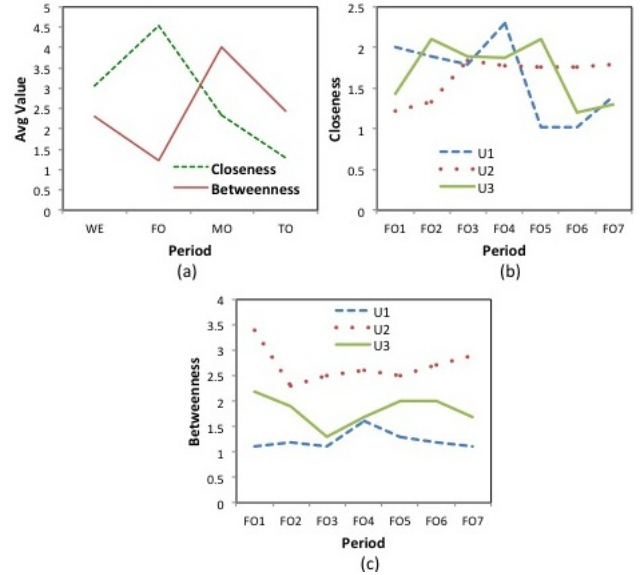 5
4.5
4
3.5
3
2.5
2
1.5
1
0.5
0
Avg Value
Closeness
Betweenness
WE FO MO TO
Period
(a)
2.5
2
1.5
1
0.5
0
Closeness
U1
U2
U3
FO1 FO2 FO3 FO4 FO5 FO6 FO7
Period
(b)
4
3.5
3
2.5
2
1.5
1
0.5
0
Betweenness
U1
U2
U3
FO1 FO2 FO3 FO4 FO5 FO6 FO7
Period
(c)